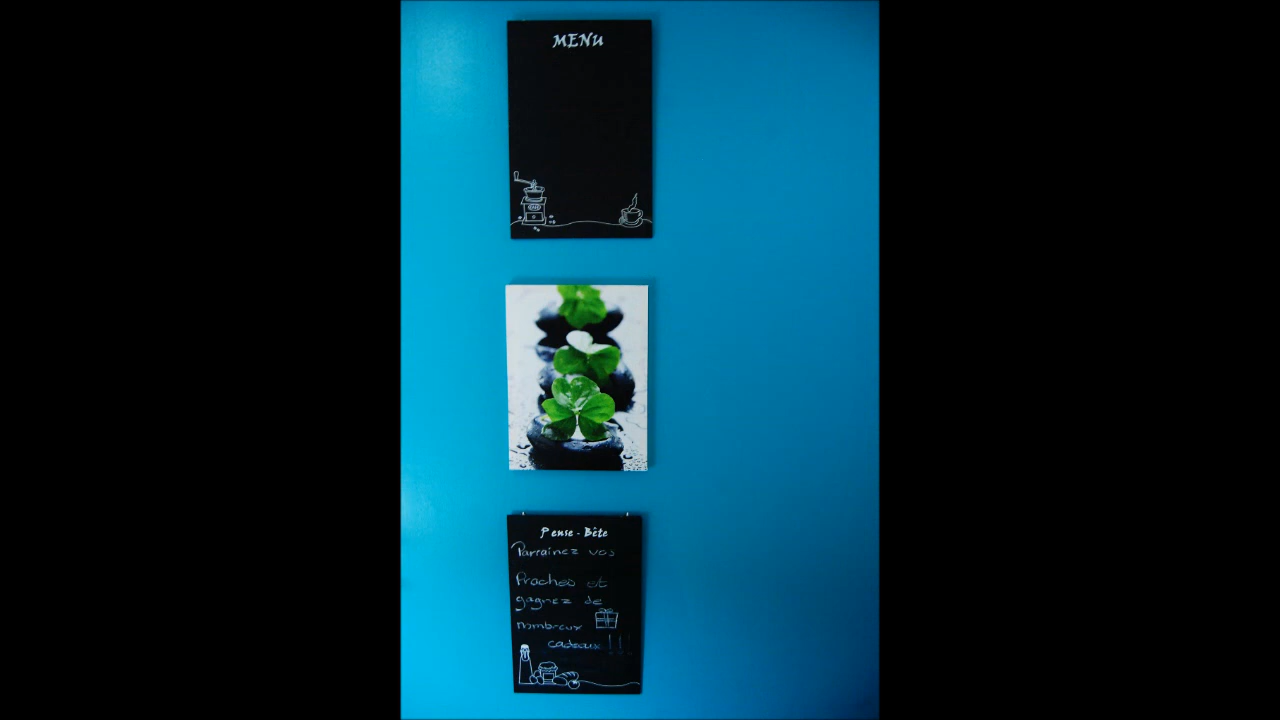 MENU
Pense-Bête
Parrainez vos
Proches et
gagnez de
nombreux
cadeaux !!!